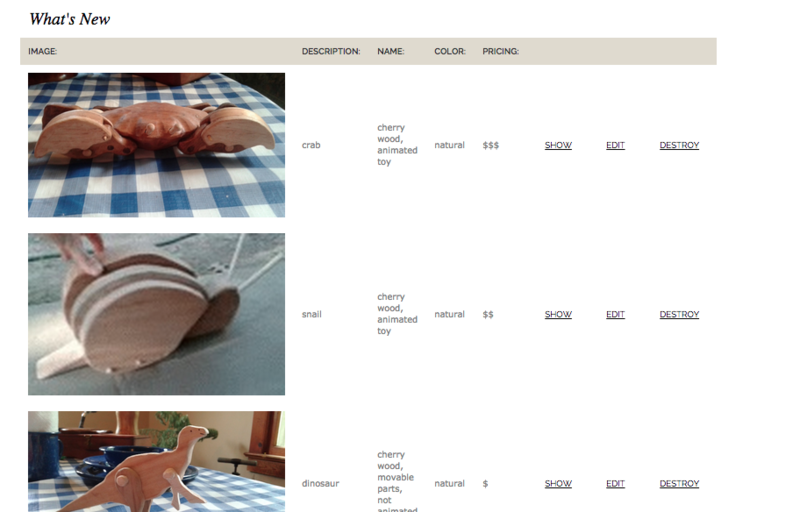 What's New
IMAGE: DESCRIPTION: NAME: COLOR: PRICING:
crab cherry wood, animated toy natural $$$ SHOW EDIT DESTROY
snail cherry wood, animated toy natural $$ SHOW EDIT DESTROY
dinosaur cherry wood, movable parts, not animated natural $ SHOW EDIT DESTROY